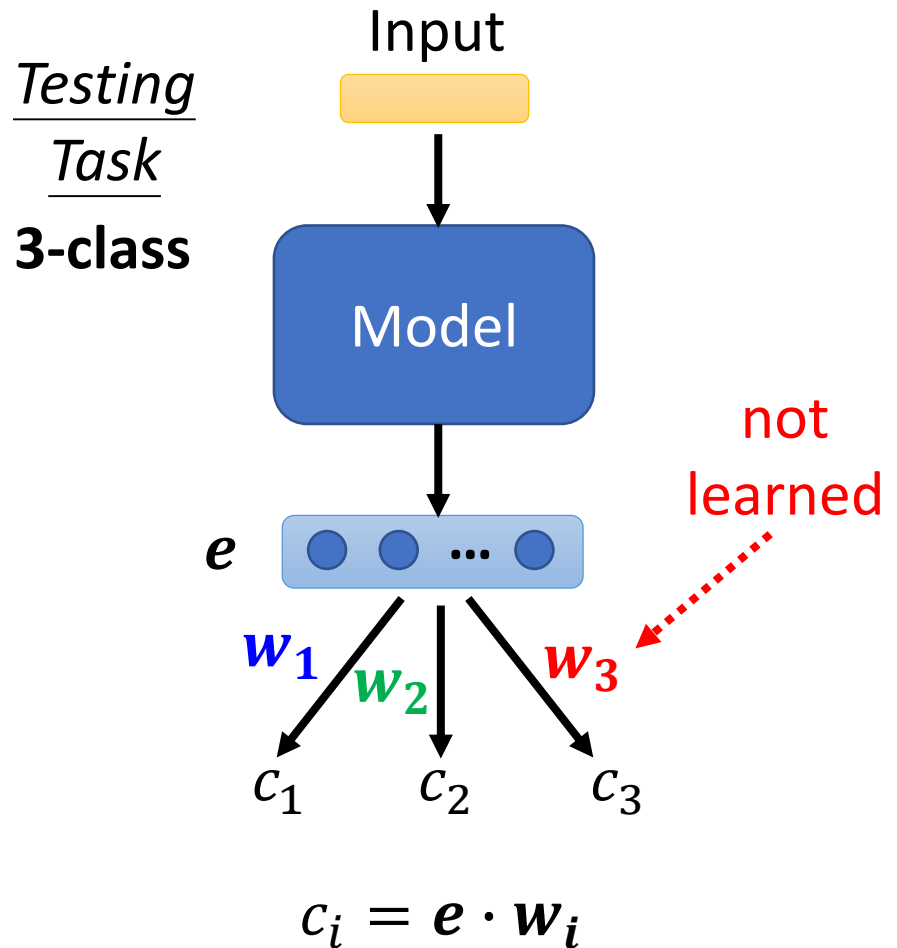 Input
Testing
Task
3-class
Model
not
learned
e
...
w₁
w₂
w₃
c₁ c₂ c₃
cᵢ = e · wᵢ